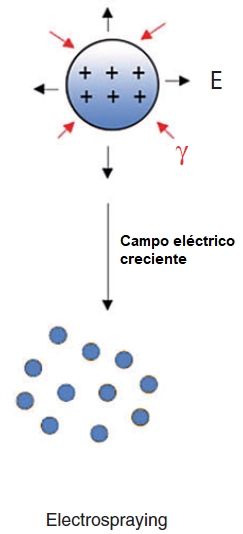 + + +
+ + +
E
γ
Campo eléctrico
creciente
Electrospraying